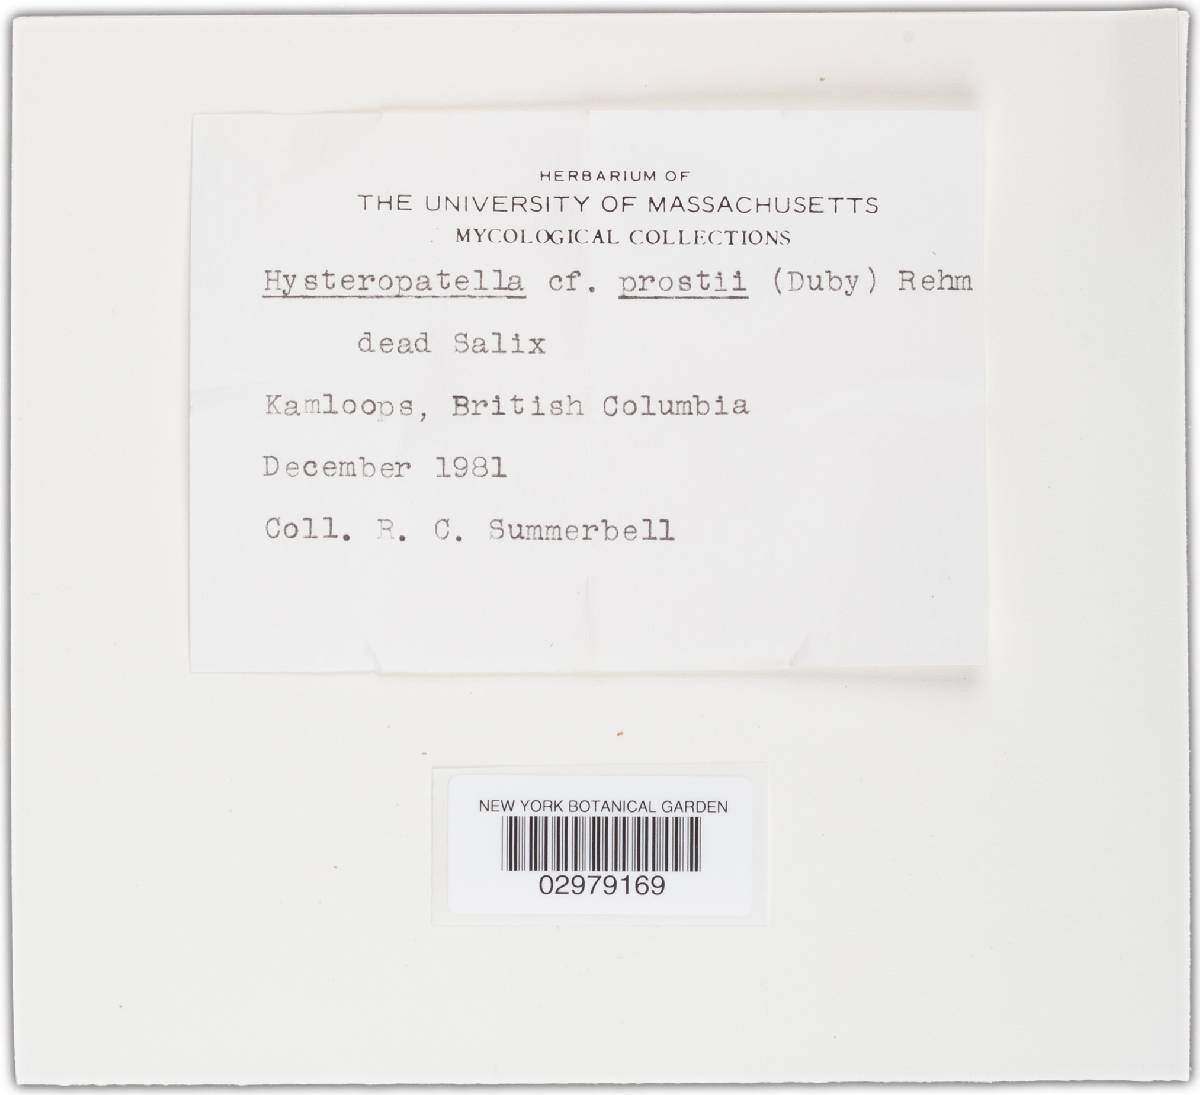 HERBARIUM OF
THE UNIVERSITY OF MASSACHUSETTS
MYCOLOGICAL COLLECTIONS
Hysteropatella cf. prostii (Duby) Rehm
dead Salix
Kamloops, British Columbia
December 1981
Coll. R. C. Summerbell
NEW YORK BOTANICAL GARDEN
02979169